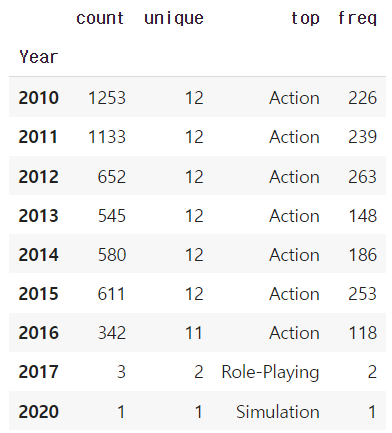 count unique top freq
Year
2010 1253 12 Action 226
2011 1133 12 Action 239
2012 652 12 Action 263
2013 545 12 Action 148
2014 580 12 Action 186
2015 611 12 Action 253
2016 342 11 Action 118
2017 3 2 Role-Playing 2
2020 1 1 Simulation 1